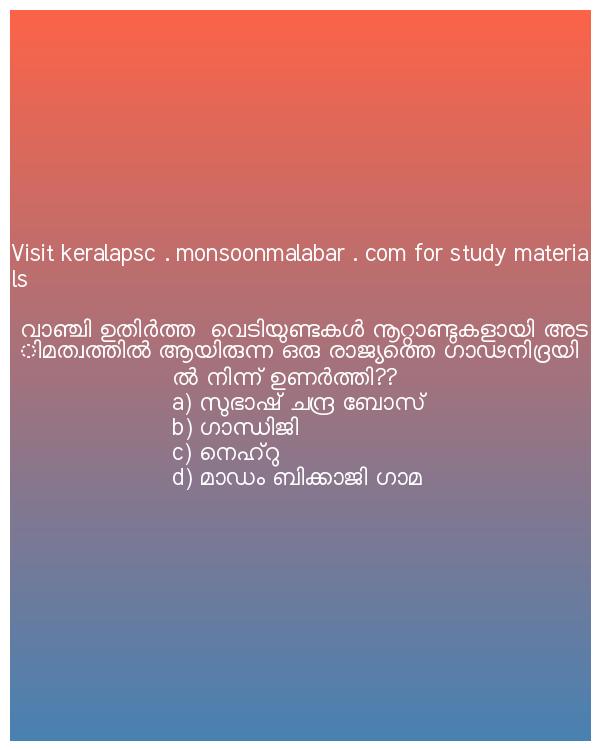 Visit keralapsc . monsoonmalabar . com for study materia
ls
വാഞ്ചി ഉതിർത്ത  വെടിയുണ്ടകൾ നൂറ്റാണ്ടുകളായി അട
ിമത്വത്തിൽ ആയിരുന്ന ഒരു രാജ്യത്തെ ഗാഢനിദ്രയി
ൽ നിന്ന് ഉണർത്തി??
a) സുഭാഷ് ചന്ദ്ര ബോസ്
b) ഗാന്ധിജി
c) നെഹ്റു
d) മാഡം ബിക്കാജി ഗാമ